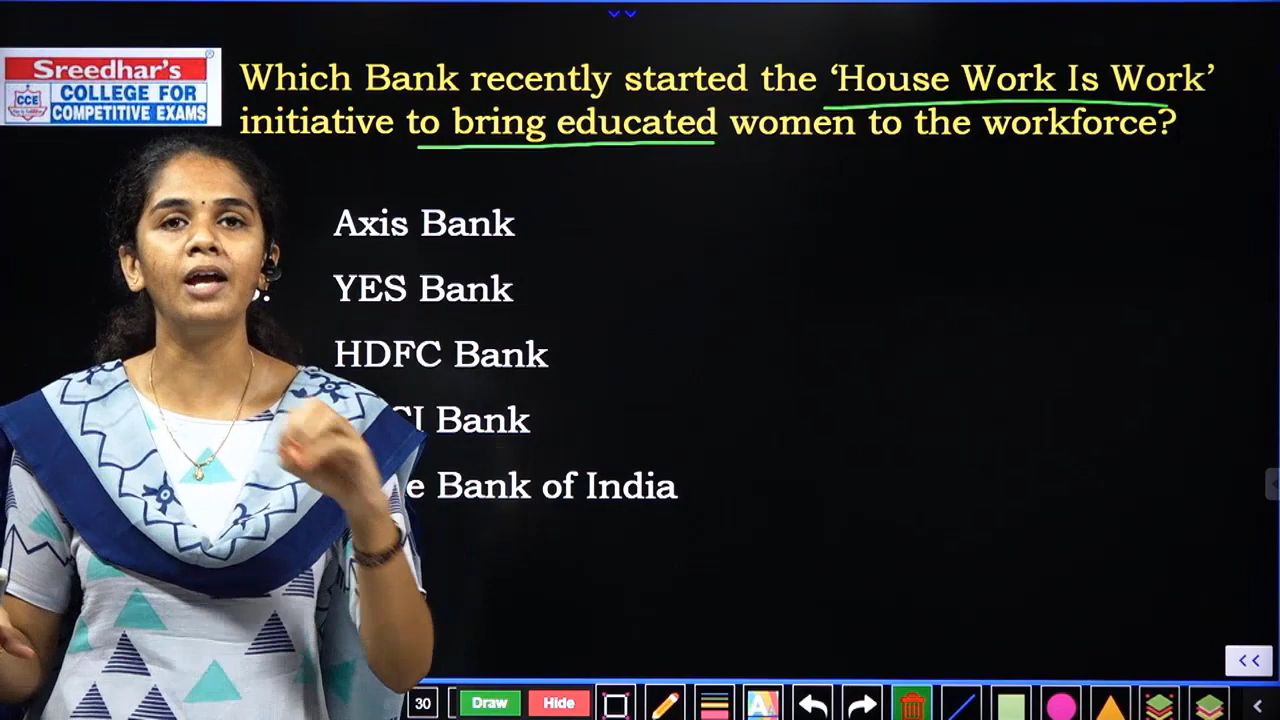 Sreedhar's
COLLEGE FOR
CCE
COMPETITIVE EXAMS
Which Bank recently started the ‘House Work Is Work’
initiative to bring educated women to the workforce?
Axis Bank
YES Bank
HDFC Bank
CI Bank
e Bank of India
30
Draw
Hide